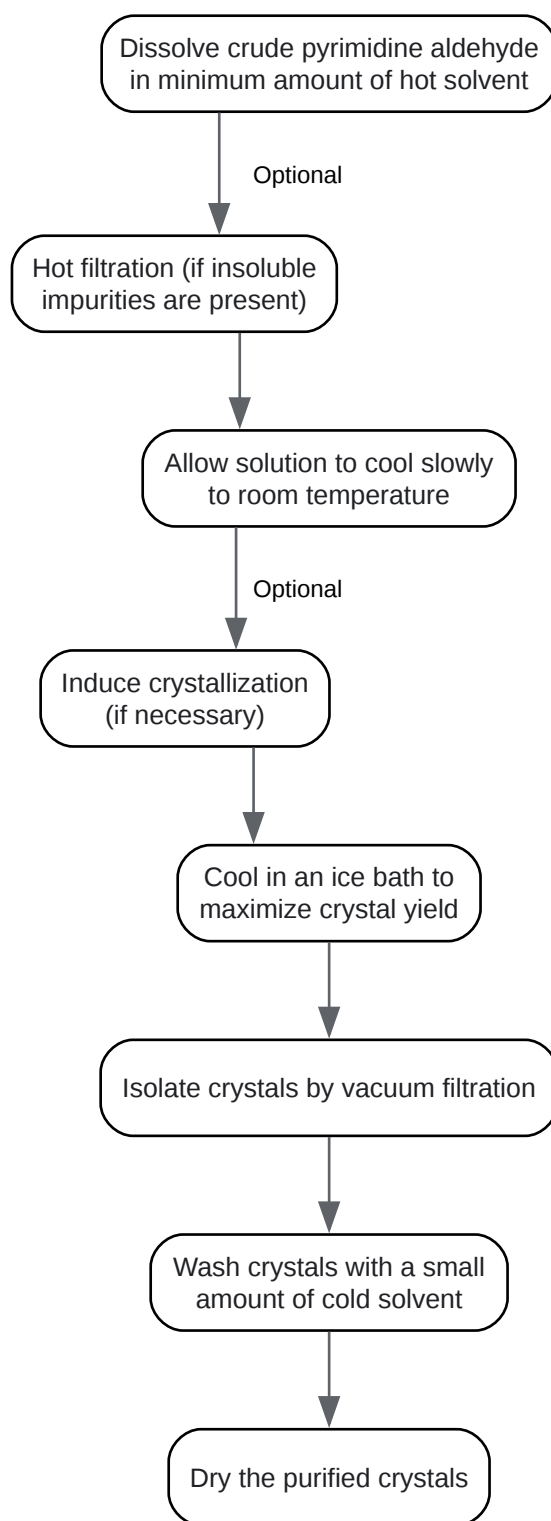 Dissolve crude pyrimidine aldehyde
in minimum amount of hot solvent
Optional
Hot filtration (if insoluble
impurities are present)
Allow solution to cool slowly
to room temperature
Optional
Induce crystallization
(if necessary)
Cool in an ice bath to
maximize crystal yield
Isolate crystals by vacuum filtration
Wash crystals with a small
amount of cold solvent
Dry the purified crystals